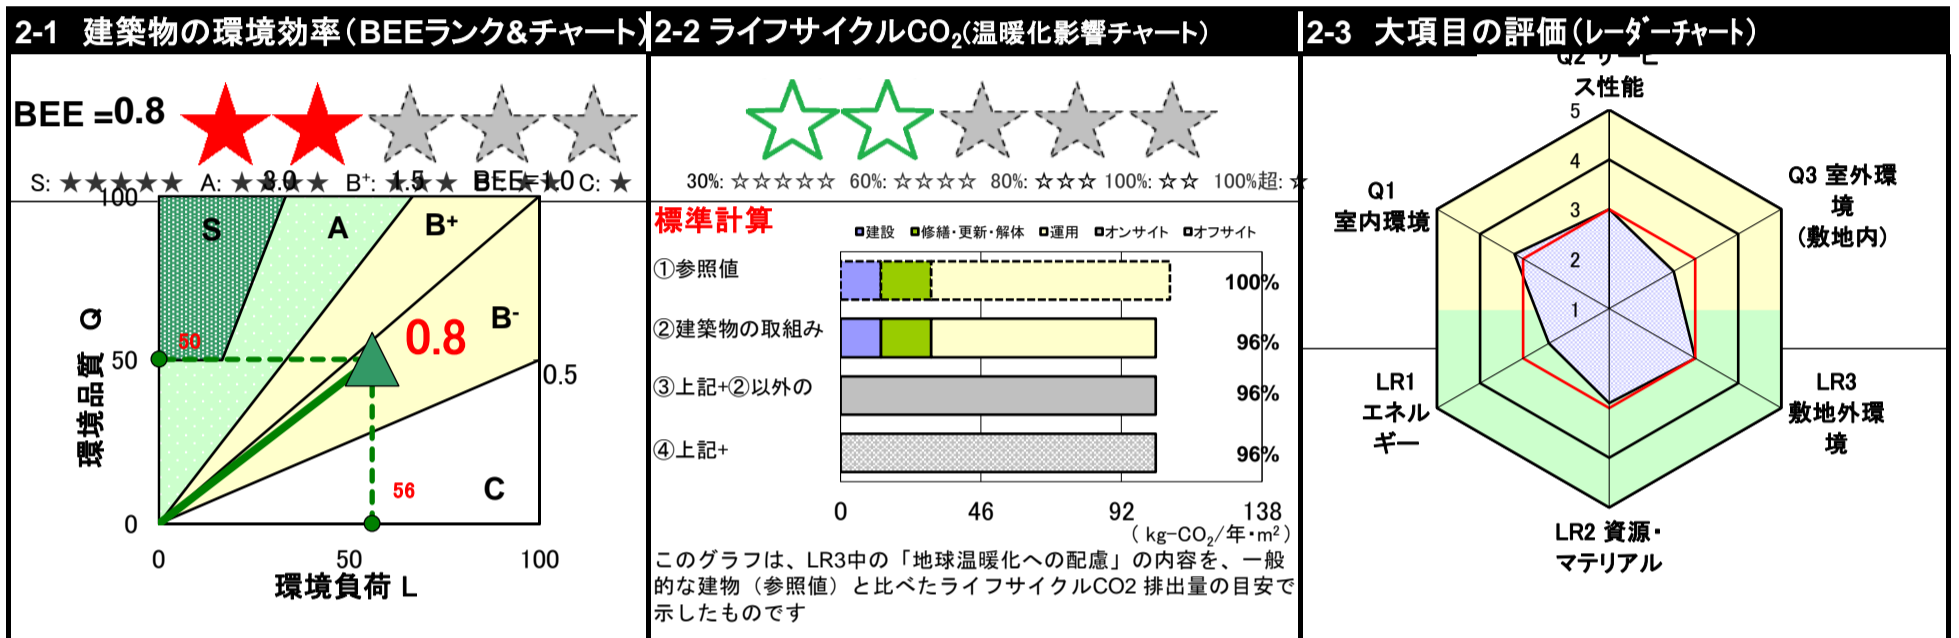 2-1 建築物の環境効率(BEEランク&チャート)
BEE =0.8
S: ★★★★★ A: ★★★★ B⁺: ★★★ B⁻: ★★ C: ★
3.0 1.5 BEE=1.0
100
S
A
B⁺
B⁻
0.8
50
50
0.5
56
C
0
環境品質 Q
0 50 100
環境負荷 L
2-2 ライフサイクルCO₂(温暖化影響チャート)
30%: ☆☆☆☆☆ 60%: ☆☆☆☆ 80%: ☆☆☆ 100%: ☆☆ 100%超: ☆
標準計算
建設 修繕・更新・解体 運用 オンサイト オフサイト
①参照値 100%
②建築物の取組み 96%
③上記+②以外の 96%
④上記+ 96%
0 46 92 138
( kg-CO₂/年・m² )
このグラフは、LR3中の「地球温暖化への配慮」の内容を、一般
的な建物(参照値)と比べたライフサイクルCO2 排出量の目安で
示したものです
2-3 大項目の評価(レーダーチャート)
Q2 サービ
ス性能
5
4
3
2
1
Q1
室内環境
Q3 室外環
境
(敷地内)
LR1
エネル
ギー
LR3
敷地外環
境
LR2 資源・
マテリアル